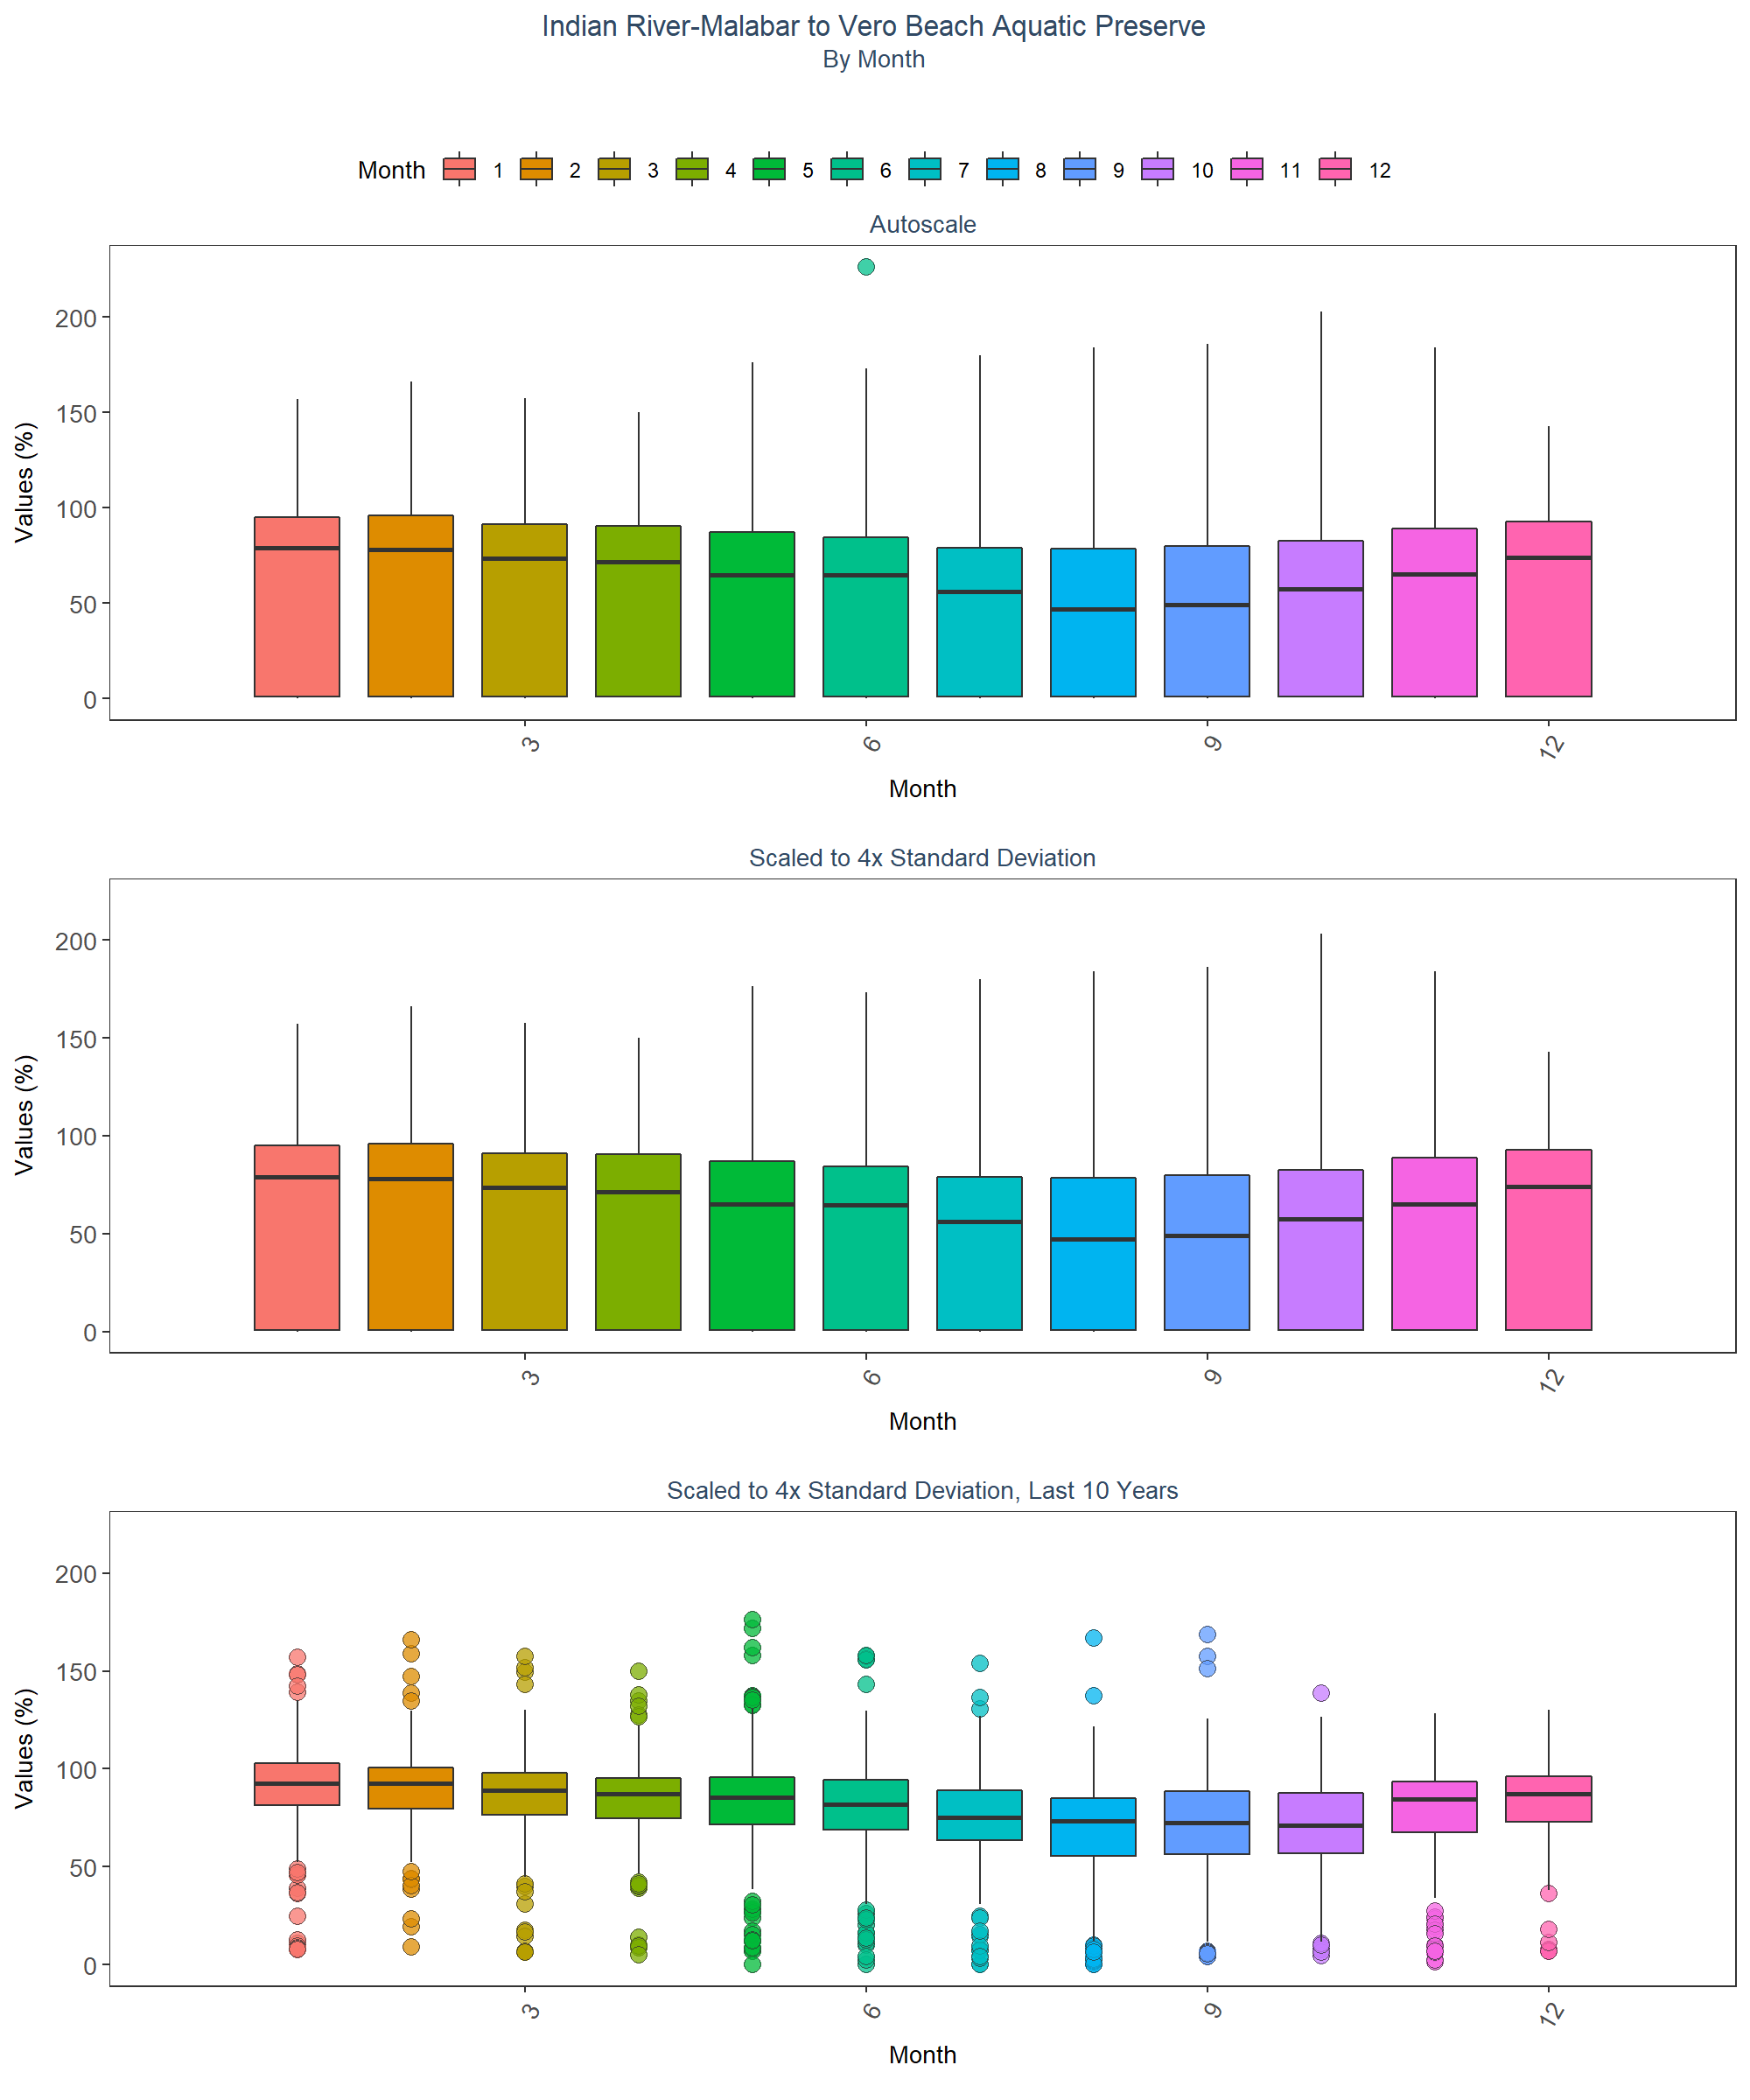 Indian River-Malabar to Vero Beach Aquatic Preserve
By Month
Month 1 2 3 4 5 6 7 8 9 10 11 12
Autoscale
Values (%)
200
150
100
50
0
3 6 9 12
Month
Scaled to 4x Standard Deviation
Values (%)
200
150
100
50
0
3 6 9 12
Month
Scaled to 4x Standard Deviation, Last 10 Years
Values (%)
200
150
100
50
0
3 6 9 12
Month